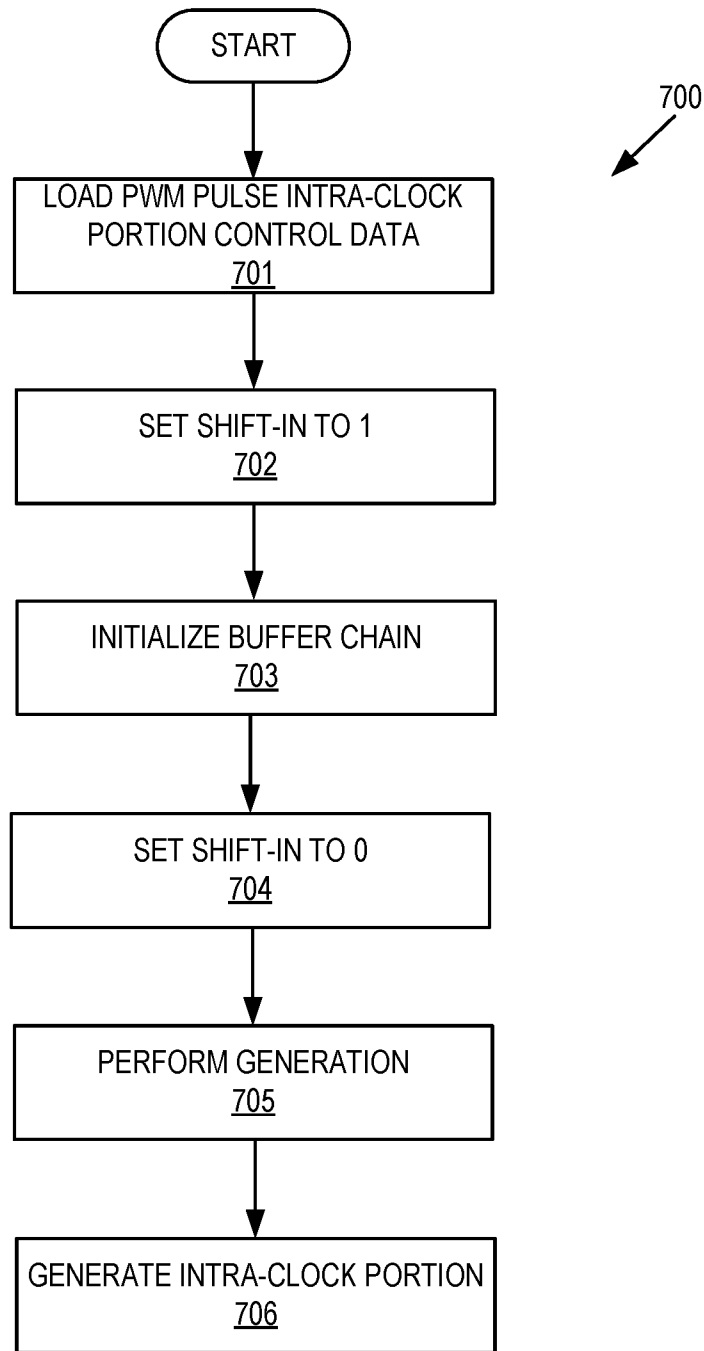 START
700
LOAD PWM PULSE INTRA-CLOCK
PORTION CONTROL DATA
701
SET SHIFT-IN TO 1
702
INITIALIZE BUFFER CHAIN
703
SET SHIFT-IN TO 0
704
PERFORM GENERATION
705
GENERATE INTRA-CLOCK PORTION
706